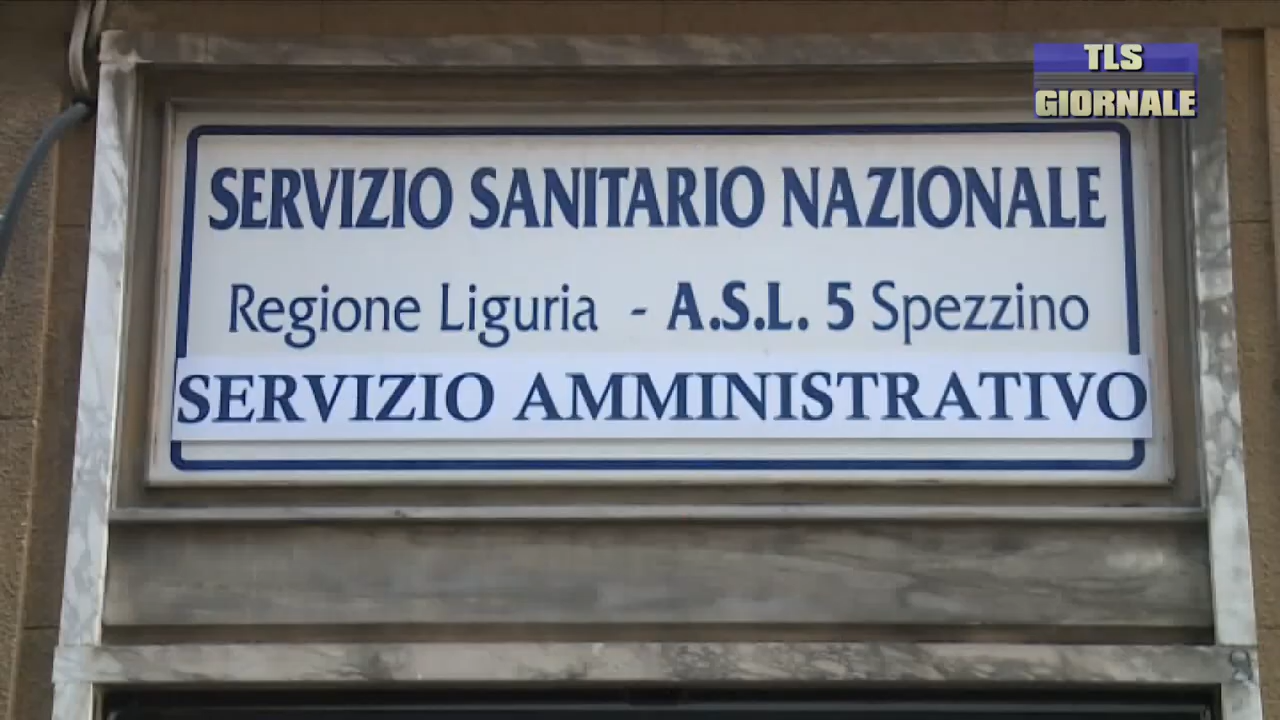 TLS
GIORNALE
SERVIZIO SANITARIO NAZIONALE
Regione Liguria - A.S.L. 5 Spezzino
SERVIZIO AMMINISTRATIVO